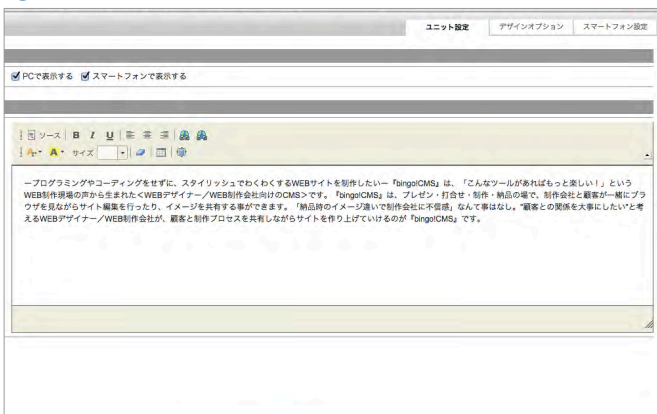 ユニット設定 デザインオプション スマートフォン設定
PCで表示する スマートフォンで表示する
ソース B I U
A A サイズ
ープログラミングやコーディングをせずに、スタイリッシュでわくわくするWEBサイトを制作したいー『bingo!CMS』は、「こんなツールがあればもっと楽しい！」という
WEB制作現場の声から生まれた<WEBデザイナー／WEB制作会社向けのCMS>です。『bingo!CMS』は、プレゼン・打合せ・制作・納品の場で、制作会社と顧客が一緒にブラ
ウザを見ながらサイト編集を行ったり、イメージを共有する事ができます。「納品時のイメージ違いで制作会社に不信感」なんて事はなし。"顧客との関係を大事にしたい"と考
えるWEBデザイナー／WEB制作会社が、顧客と制作プロセスを共有しながらサイトを作り上げていけるのが『bingo!CMS』です。